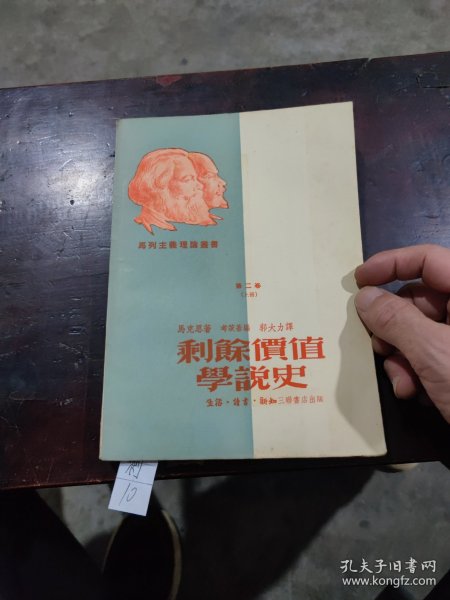 馬列主義理論叢書
第二卷
(上冊)
馬克思著 考茨基編 郭大力譯
剩餘價值
學說史
生活·讀書·新知三聯書店出版
10
孔夫子旧书网
www.kongfz.com